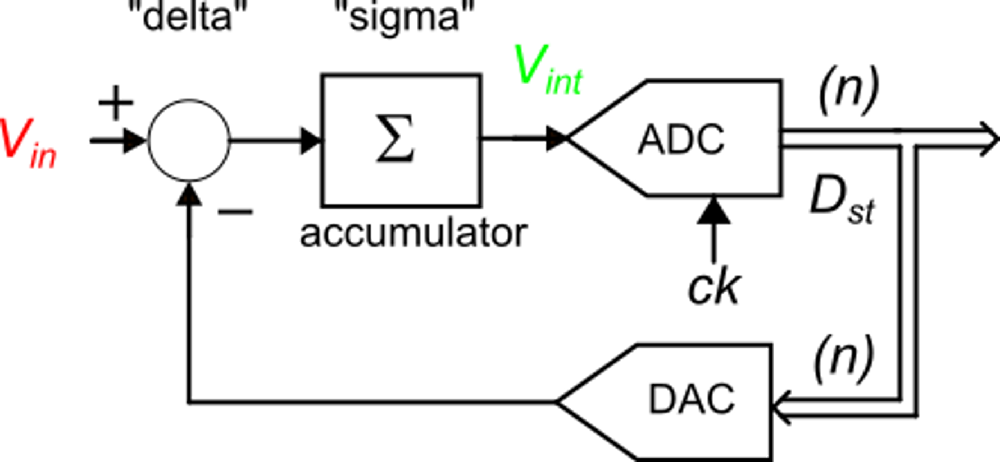 "delta"
"sigma"
V_int
(n)
+
V_in
Σ
ADC
D_st
−
accumulator
ck
(n)
DAC